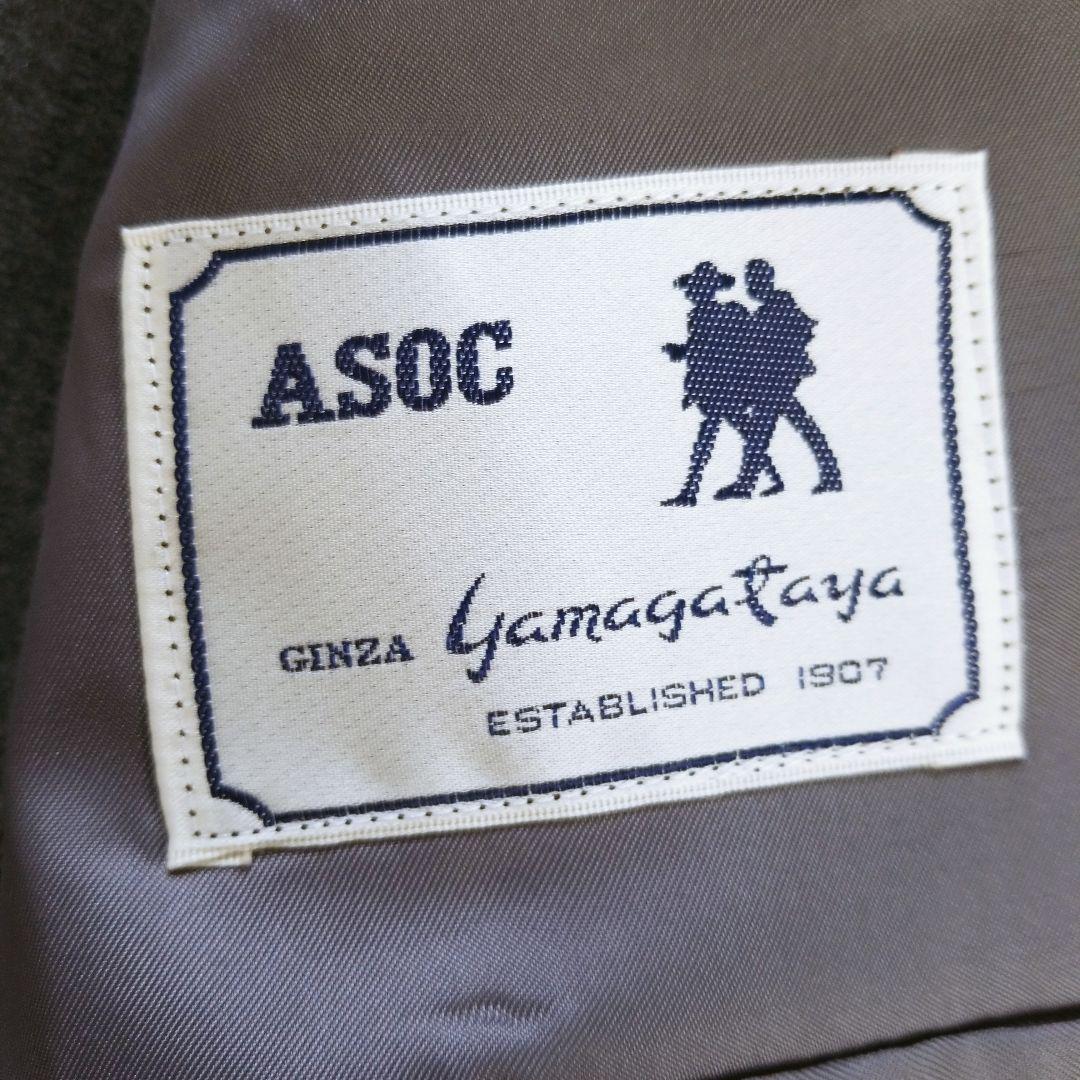 ASOC
GINZA yamagataya
ESTABLISHED 1907